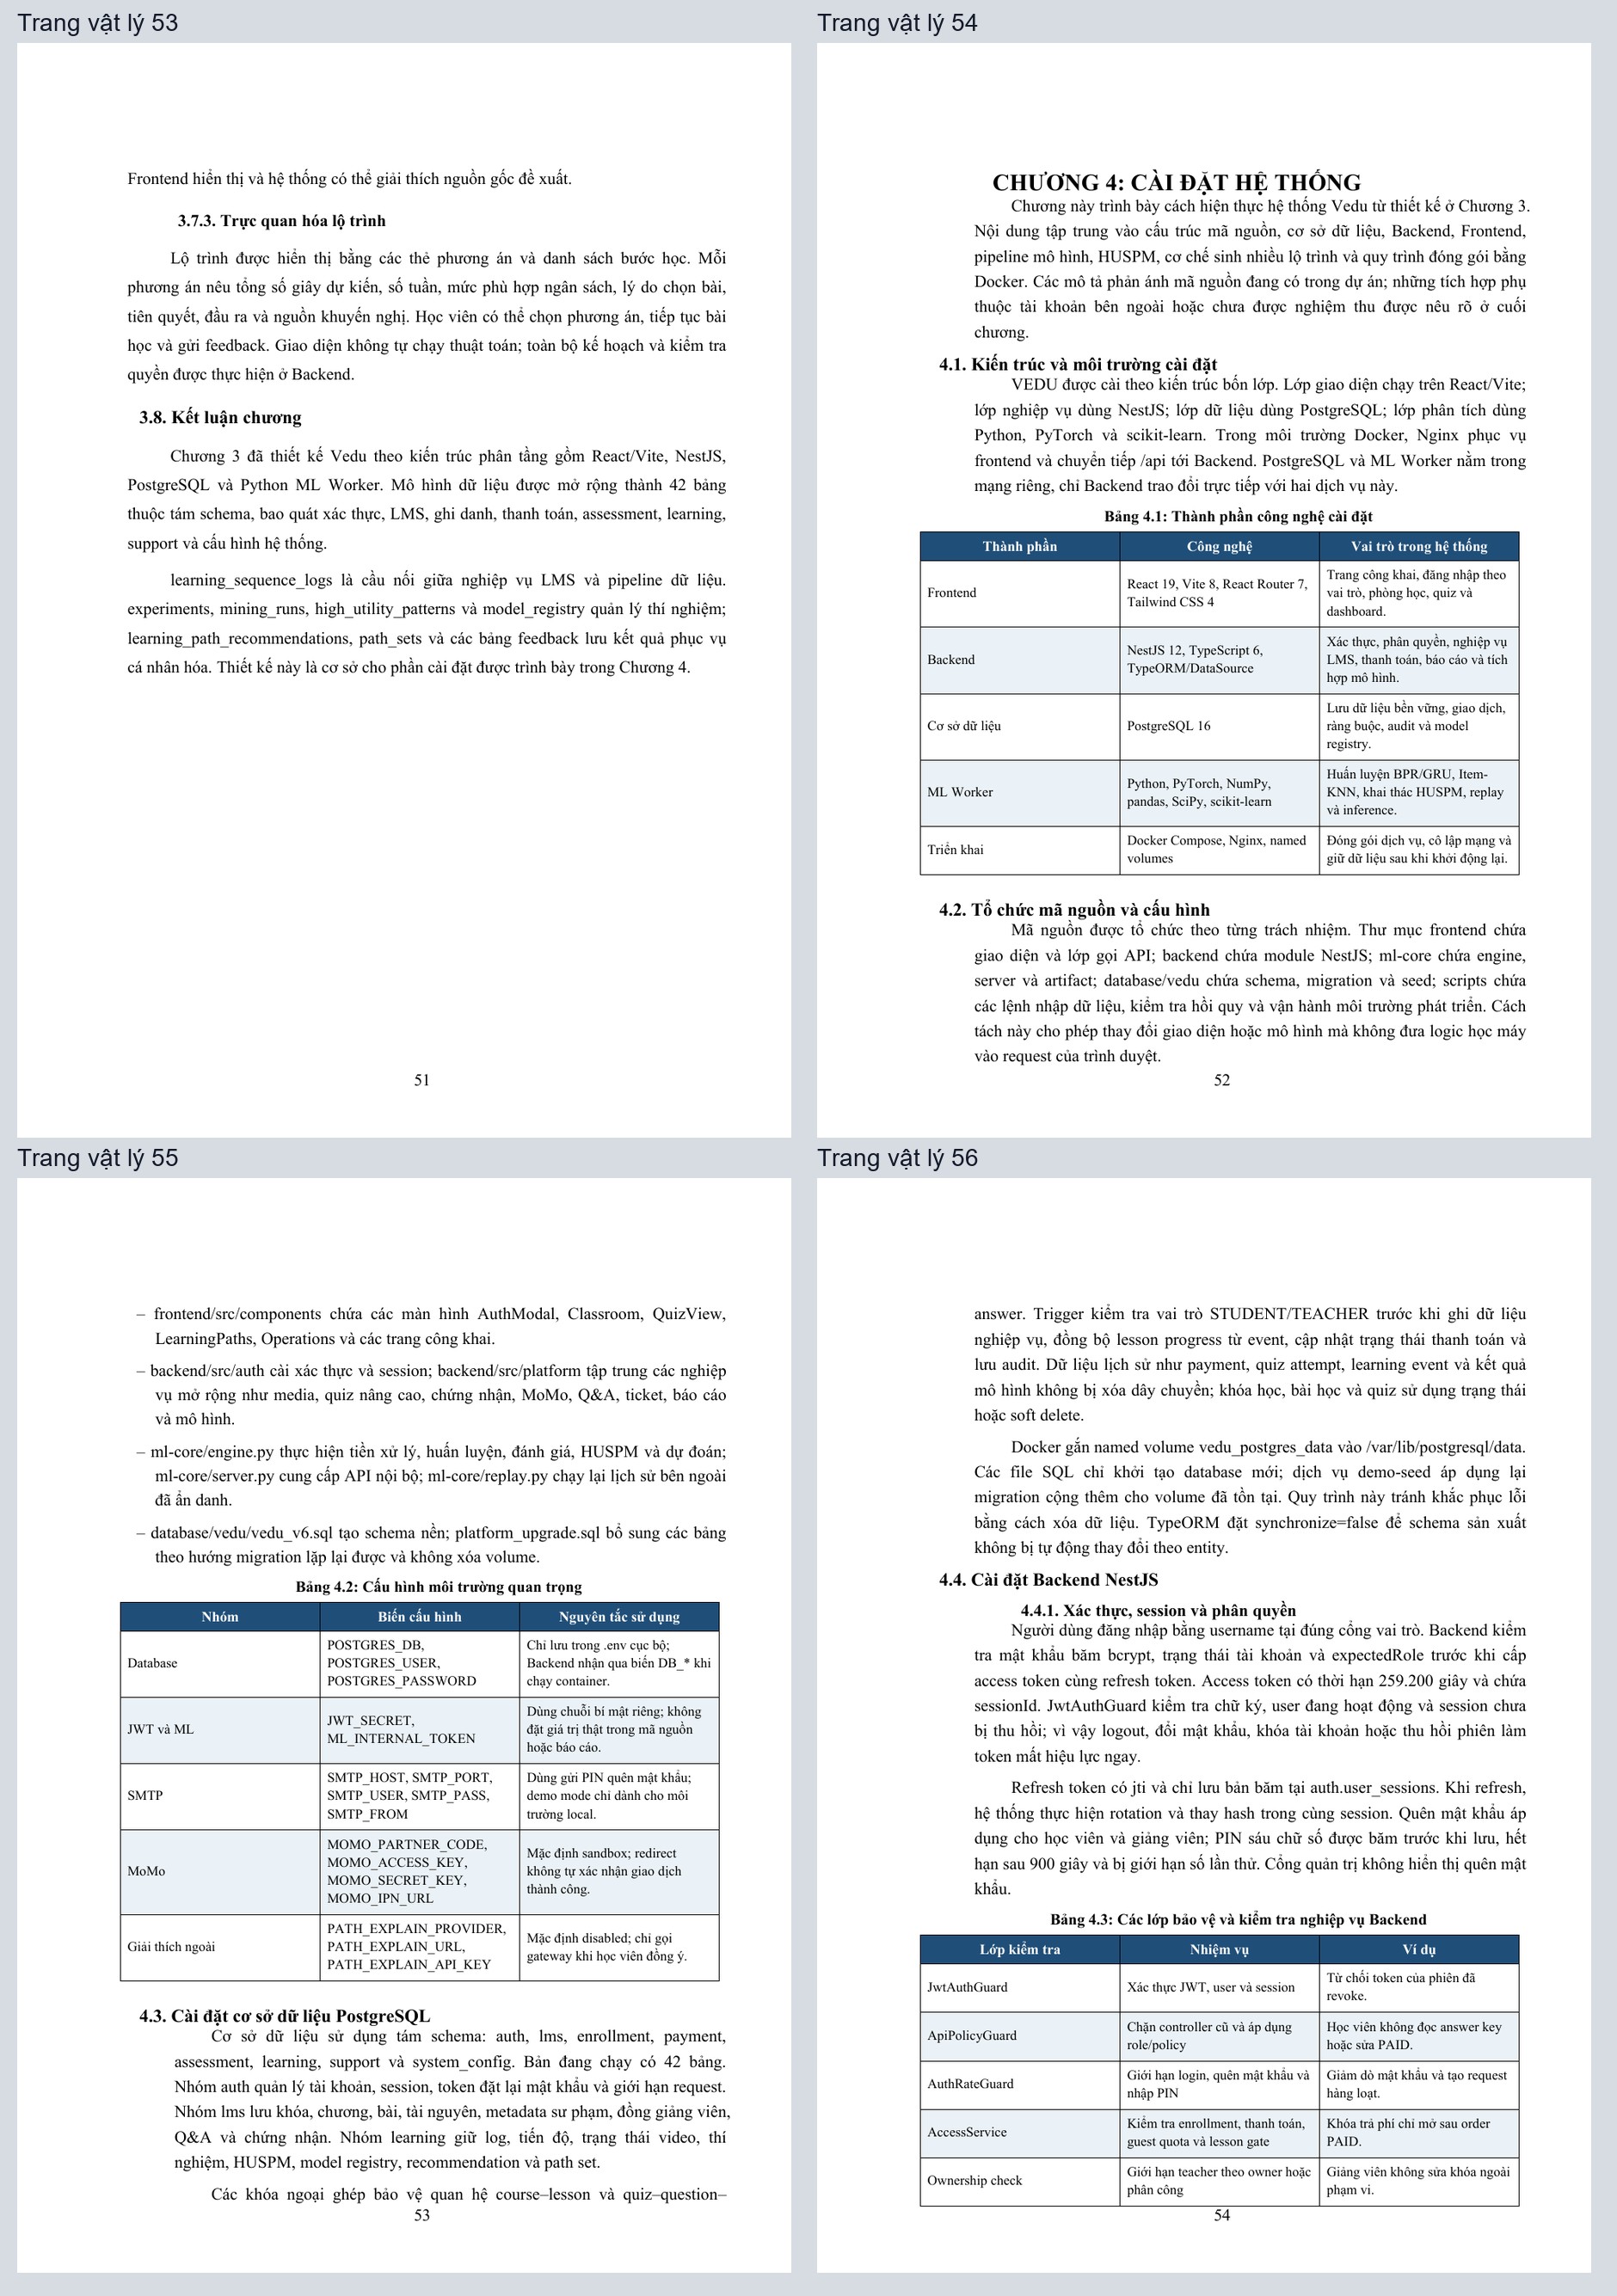 Trang vật lý 53
Frontend hiển thị và hệ thống có thể giải thích nguồn gốc đề xuất.
3.7.3. Trực quan hóa lộ trình
Lộ trình được hiển thị bằng các thẻ phương án và danh sách bước học. Mỗi
phương án nêu tổng số giây dự kiến, số tuần, mức phù hợp ngân sách, lý do chọn bài,
tiên quyết, đầu ra và nguồn khuyến nghị. Học viên có thể chọn phương án, tiếp tục bài
học và gửi feedback. Giao diện không tự chạy thuật toán; toàn bộ kế hoạch và kiểm tra
quyền được thực hiện ở Backend.
3.8. Kết luận chương
Chương 3 đã thiết kế Vedu theo kiến trúc phân tầng gồm React/Vite, NestJS,
PostgreSQL và Python ML Worker. Mô hình dữ liệu được mở rộng thành 42 bảng
thuộc tám schema, bao quát xác thực, LMS, ghi danh, thanh toán, assessment, learning,
support và cấu hình hệ thống.
learning_sequence_logs là cầu nối giữa nghiệp vụ LMS và pipeline dữ liệu.
experiments, mining_runs, high_utility_patterns và model_registry quản lý thí nghiệm;
learning_path_recommendations, path_sets và các bảng feedback lưu kết quả phục vụ
cá nhân hóa. Thiết kế này là cơ sở cho phần cài đặt được trình bày trong Chương 4.
51
Trang vật lý 54
CHƯƠNG 4: CÀI ĐẶT HỆ THỐNG
Chương này trình bày cách hiện thực hệ thống Vedu từ thiết kế ở Chương 3.
Nội dung tập trung vào cấu trúc mã nguồn, cơ sở dữ liệu, Backend, Frontend,
pipeline mô hình, HUSPM, cơ chế sinh nhiều lộ trình và quy trình đóng gói bằng
Docker. Các mô tả phản ánh mã nguồn đang có trong dự án; những tích hợp phụ
thuộc tài khoản bên ngoài hoặc chưa được nghiệm thu được nêu rõ ở cuối
chương.
4.1. Kiến trúc và môi trường cài đặt
VEDU được cài theo kiến trúc bốn lớp. Lớp giao diện chạy trên React/Vite;
lớp nghiệp vụ dùng NestJS; lớp dữ liệu dùng PostgreSQL; lớp phân tích dùng
Python, PyTorch và scikit-learn. Trong môi trường Docker, Nginx phục vụ
frontend và chuyển tiếp /api tới Backend. PostgreSQL và ML Worker nằm trong
mạng riêng, chỉ Backend trao đổi trực tiếp với hai dịch vụ này.
Bảng 4.1: Thành phần công nghệ cài đặt
Thành phần	Công nghệ	Vai trò trong hệ thống
Frontend
React 19, Vite 8, React Router 7,
Tailwind CSS 4
Trang công khai, đăng nhập theo
vai trò, phòng học, quiz và
dashboard.
Backend
NestJS 12, TypeScript 6,
TypeORM/DataSource
Xác thực, phân quyền, nghiệp vụ
LMS, thanh toán, báo cáo và tích
hợp mô hình.
Cơ sở dữ liệu
PostgreSQL 16
Lưu dữ liệu bền vững, giao dịch,
ràng buộc, audit và model
registry.
ML Worker
Python, PyTorch, NumPy,
pandas, SciPy, scikit-learn
Huấn luyện BPR/GRU, Item-
KNN, khai thác HUSPM, replay
và inference.
Triển khai
Docker Compose, Nginx, named
volumes
Đóng gói dịch vụ, cô lập mạng và
giữ dữ liệu sau khi khởi động lại.
4.2. Tổ chức mã nguồn và cấu hình
Mã nguồn được tổ chức theo từng trách nhiệm. Thư mục frontend chứa
giao diện và lớp gọi API; backend chứa module NestJS; ml-core chứa engine,
server và artifact; database/vedu chứa schema, migration và seed; scripts chứa
các lệnh nhập dữ liệu, kiểm tra hồi quy và vận hành môi trường phát triển. Cách
tách này cho phép thay đổi giao diện hoặc mô hình mà không đưa logic học máy
vào request của trình duyệt.
52
Trang vật lý 55
– frontend/src/components chứa các màn hình AuthModal, Classroom, QuizView,
LearningPaths, Operations và các trang công khai.
– backend/src/auth cài xác thực và session; backend/src/platform tập trung các nghiệp
vụ mở rộng như media, quiz nâng cao, chứng nhận, MoMo, Q&A, ticket, báo cáo
và mô hình.
– ml-core/engine.py thực hiện tiền xử lý, huấn luyện, đánh giá, HUSPM và dự đoán;
ml-core/server.py cung cấp API nội bộ; ml-core/replay.py chạy lại lịch sử bên ngoài
đã ẩn danh.
– database/vedu/vedu_v6.sql tạo schema nền; platform_upgrade.sql bổ sung các bảng
theo hướng migration lặp lại được và không xóa volume.
Bảng 4.2: Cấu hình môi trường quan trọng
Nhóm	Biến cấu hình	Nguyên tắc sử dụng
Database
POSTGRES_DB,
POSTGRES_USER,
POSTGRES_PASSWORD
Chỉ lưu trong .env cục bộ;
Backend nhận qua biến DB_* khi
chạy container.
JWT và ML
JWT_SECRET,
ML_INTERNAL_TOKEN
Dùng chuỗi bí mật riêng; không
đặt giá trị thật trong mã nguồn
hoặc báo cáo.
SMTP
SMTP_HOST, SMTP_PORT,
SMTP_USER, SMTP_PASS,
SMTP_FROM
Dùng gửi PIN quên mật khẩu;
demo mode chỉ dành cho môi
trường local.
MoMo
MOMO_PARTNER_CODE,
MOMO_ACCESS_KEY,
MOMO_SECRET_KEY,
MOMO_IPN_URL
Mặc định sandbox; redirect
không tự xác nhận giao dịch
thành công.
Giải thích ngoài
PATH_EXPLAIN_PROVIDER,
PATH_EXPLAIN_URL,
PATH_EXPLAIN_API_KEY
Mặc định disabled; chỉ gọi
gateway khi học viên đồng ý.
4.3. Cài đặt cơ sở dữ liệu PostgreSQL
Cơ sở dữ liệu sử dụng tám schema: auth, lms, enrollment, payment,
assessment, learning, support và system_config. Bản đang chạy có 42 bảng.
Nhóm auth quản lý tài khoản, session, token đặt lại mật khẩu và giới hạn request.
Nhóm lms lưu khóa, chương, bài, tài nguyên, metadata sư phạm, đồng giảng viên,
Q&A và chứng nhận. Nhóm learning giữ log, tiến độ, trạng thái video, thí
nghiệm, HUSPM, model registry, recommendation và path set.
Các khóa ngoại ghép bảo vệ quan hệ course–lesson và quiz–question–
53
Trang vật lý 56
answer. Trigger kiểm tra vai trò STUDENT/TEACHER trước khi ghi dữ liệu
nghiệp vụ, đồng bộ lesson progress từ event, cập nhật trạng thái thanh toán và
lưu audit. Dữ liệu lịch sử như payment, quiz attempt, learning event và kết quả
mô hình không bị xóa dây chuyền; khóa học, bài học và quiz sử dụng trạng thái
hoặc soft delete.
Docker gắn named volume vedu_postgres_data vào /var/lib/postgresql/data.
Các file SQL chỉ khởi tạo database mới; dịch vụ demo-seed áp dụng lại
migration cộng thêm cho volume đã tồn tại. Quy trình này tránh khắc phục lỗi
bằng cách xóa dữ liệu. TypeORM đặt synchronize=false để schema sản xuất
không bị tự động thay đổi theo entity.
4.4. Cài đặt Backend NestJS
4.4.1. Xác thực, session và phân quyền
Người dùng đăng nhập bằng username tại đúng cổng vai trò. Backend kiểm
tra mật khẩu băm bcrypt, trạng thái tài khoản và expectedRole trước khi cấp
access token cùng refresh token. Access token có thời hạn 259.200 giây và chứa
sessionId. JwtAuthGuard kiểm tra chữ ký, user đang hoạt động và session chưa
bị thu hồi; vì vậy logout, đổi mật khẩu, khóa tài khoản hoặc thu hồi phiên làm
token mất hiệu lực ngay.
Refresh token có jti và chỉ lưu bản băm tại auth.user_sessions. Khi refresh,
hệ thống thực hiện rotation và thay hash trong cùng session. Quên mật khẩu áp
dụng cho học viên và giảng viên; PIN sáu chữ số được băm trước khi lưu, hết
hạn sau 900 giây và bị giới hạn số lần thử. Cổng quản trị không hiển thị quên mật
khẩu.
Bảng 4.3: Các lớp bảo vệ và kiểm tra nghiệp vụ Backend
Lớp kiểm tra	Nhiệm vụ	Ví dụ
JwtAuthGuard
Xác thực JWT, user và session
Từ chối token của phiên đã
revoke.
ApiPolicyGuard
Chặn controller cũ và áp dụng
role/policy
Học viên không đọc answer key
hoặc sửa PAID.
AuthRateGuard
Giới hạn login, quên mật khẩu và
nhập PIN
Giảm dò mật khẩu và tạo request
hàng loạt.
AccessService
Kiểm tra enrollment, thanh toán,
guest quota và lesson gate
Khóa trả phí chỉ mở sau order
PAID.
Ownership check
Giới hạn teacher theo owner hoặc
phân công
Giảng viên không sửa khóa ngoài
phạm vi.
54